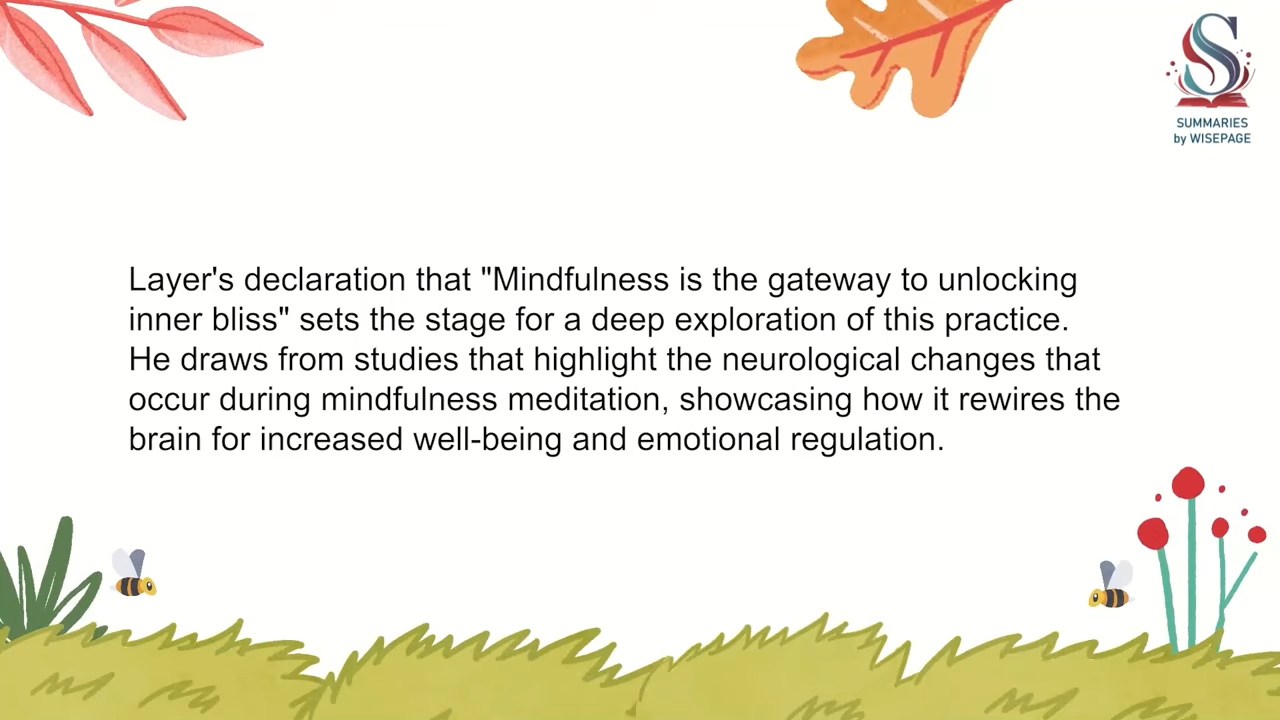 SUMMARIES
by WISEPAGE
Layer's declaration that "Mindfulness is the gateway to unlocking
inner bliss" sets the stage for a deep exploration of this practice.
He draws from studies that highlight the neurological changes that
occur during mindfulness meditation, showcasing how it rewires the
brain for increased well-being and emotional regulation.